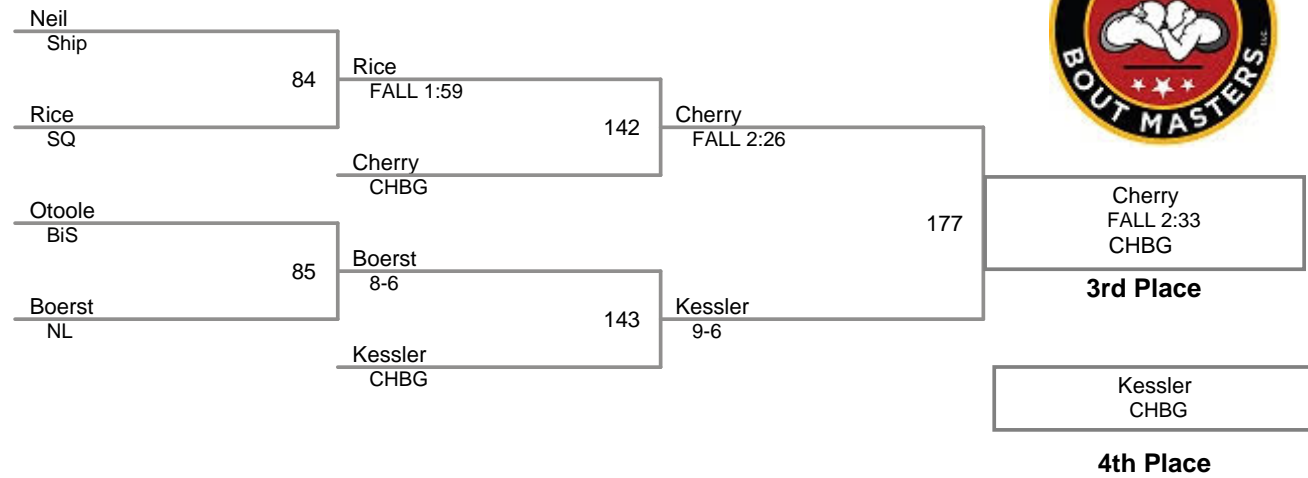 Neil
Ship
84
Rice
SQ
Rice
FALL 1:59
142
Cherry
CHBG
Otoole
BiS
85
Boerst
NL
Boerst
8-6
143
Kessler
CHBG
Cherry
FALL 2:26
177
Kessler
9-6
BOUT MASTERS LLC.
Cherry
FALL 2:33
CHBG
3rd Place
Kessler
CHBG
4th Place